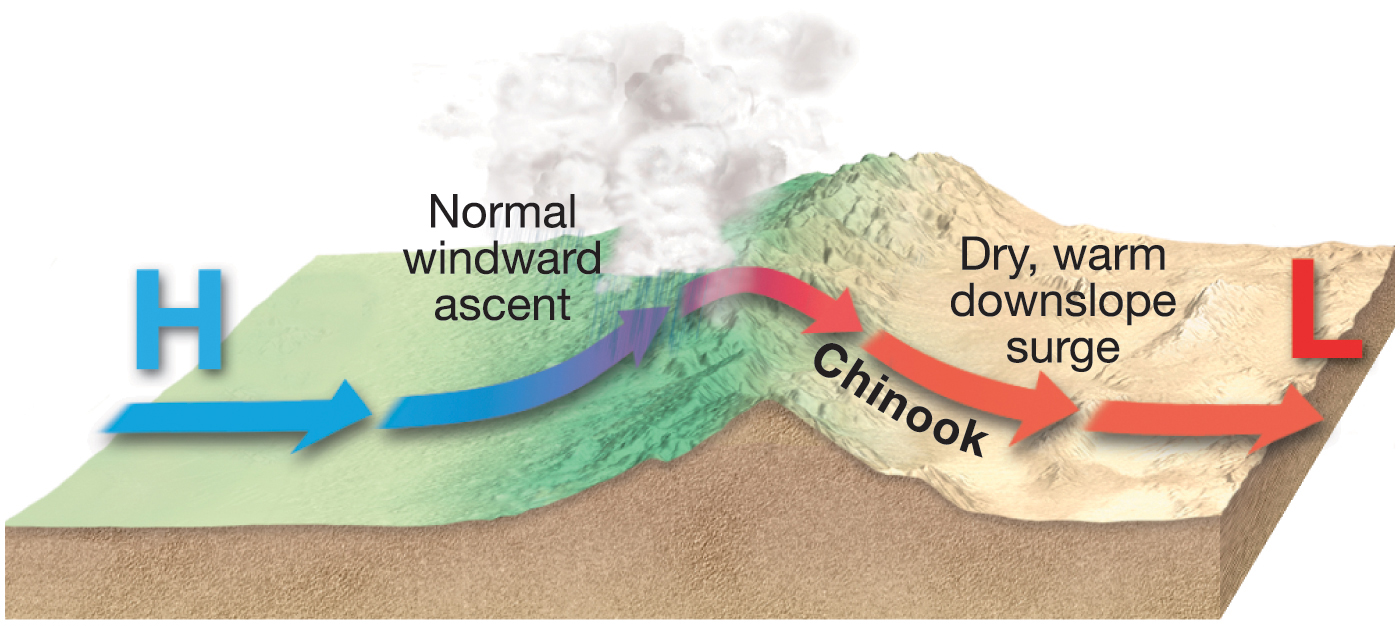 H
Normal
windward
ascent
Chinook
Dry, warm
downslope
surge
L